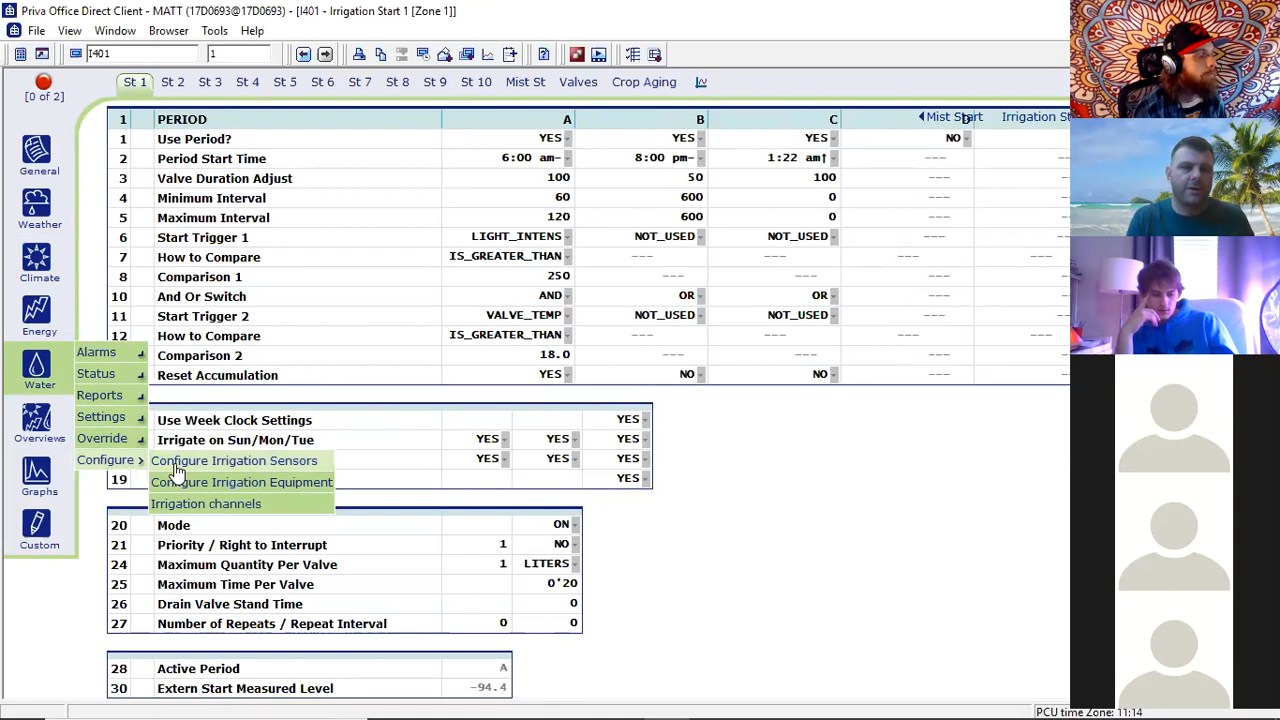 Priva Office Direct Client - MATT (17D0693@17D0693) - [I401 - Irrigation Start 1 [Zone 1]]
File View Window Browser Tools Help
I401 1
[0 of 2]
St 1 St 2 St 3 St 4 St 5 St 6 St 7 St 8 St 9 St 10 Mist St Valves Crop Aging
General
Weather
Climate
Energy
Water
Overviews
Graphs
Custom
Alarms
Status
Reports
Settings
Override
Configure
Configure Irrigation Sensors
Configure Irrigation Equipment
Irrigation channels
1 PERIOD A B C D Mist Start Irrigation St
1 Use Period? YES YES YES NO
2 Period Start Time 6:00 am- 8:00 pm- 1:22 am↑ --- ---
3 Valve Duration Adjust 100 50 100 --- ---
4 Minimum Interval 60 600 0 --- ---
5 Maximum Interval 120 600 0 --- ---
6 Start Trigger 1 LIGHT_INTENS NOT_USED NOT_USED --- ---
7 How to Compare IS_GREATER_THAN --- --- --- ---
8 Comparison 1 250 --- --- --- ---
10 And Or Switch AND OR OR --- ---
11 Start Trigger 2 VALVE_TEMP NOT_USED NOT_USED --- ---
12 How to Compare IS_GREATER_THAN --- --- --- ---
Comparison 2 18.0 --- --- --- ---
Reset Accumulation YES NO NO --- ---
Use Week Clock Settings YES
Irrigate on Sun/Mon/Tue YES YES YES
YES YES YES
19 YES
20 Mode ON
21 Priority / Right to Interrupt 1 NO
24 Maximum Quantity Per Valve 1 LITERS
25 Maximum Time Per Valve 0'20
26 Drain Valve Stand Time 0
27 Number of Repeats / Repeat Interval 0 0
28 Active Period A
30 Extern Start Measured Level -94.4
PCU time Zone: 11:14